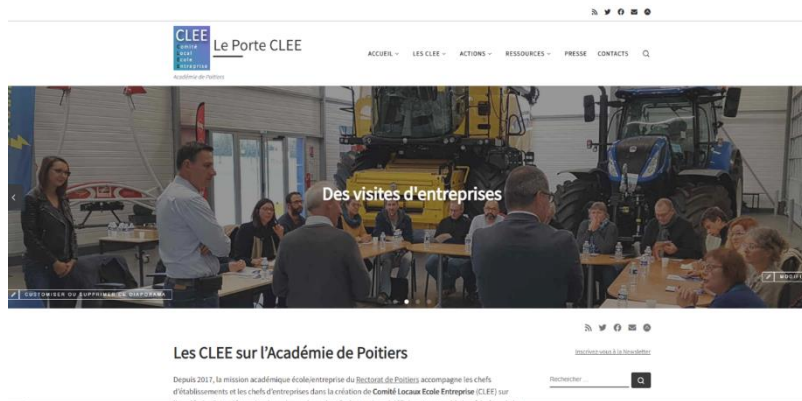 CLEE
Comité
Local
Ecole
Entreprise
Le Porte CLEE
Académie de Poitiers
ACCUEIL
LES CLEE
ACTIONS
RESSOURCES
PRESSE
CONTACTS
Des visites d'entreprises
CUSTOMISER OU SUPPRIMER CE DIAPORAMA
MODIFI
Les CLEE sur l'Académie de Poitiers
Inscrivez-vous à la Newsletter
Depuis 2017, la mission académique école/entreprise du Rectorat de Poitiers accompagne les chefs
d'établissements et les chefs d'entreprises dans la création de Comité Locaux Ecole Entreprise (CLEE) sur
Rechercher ...